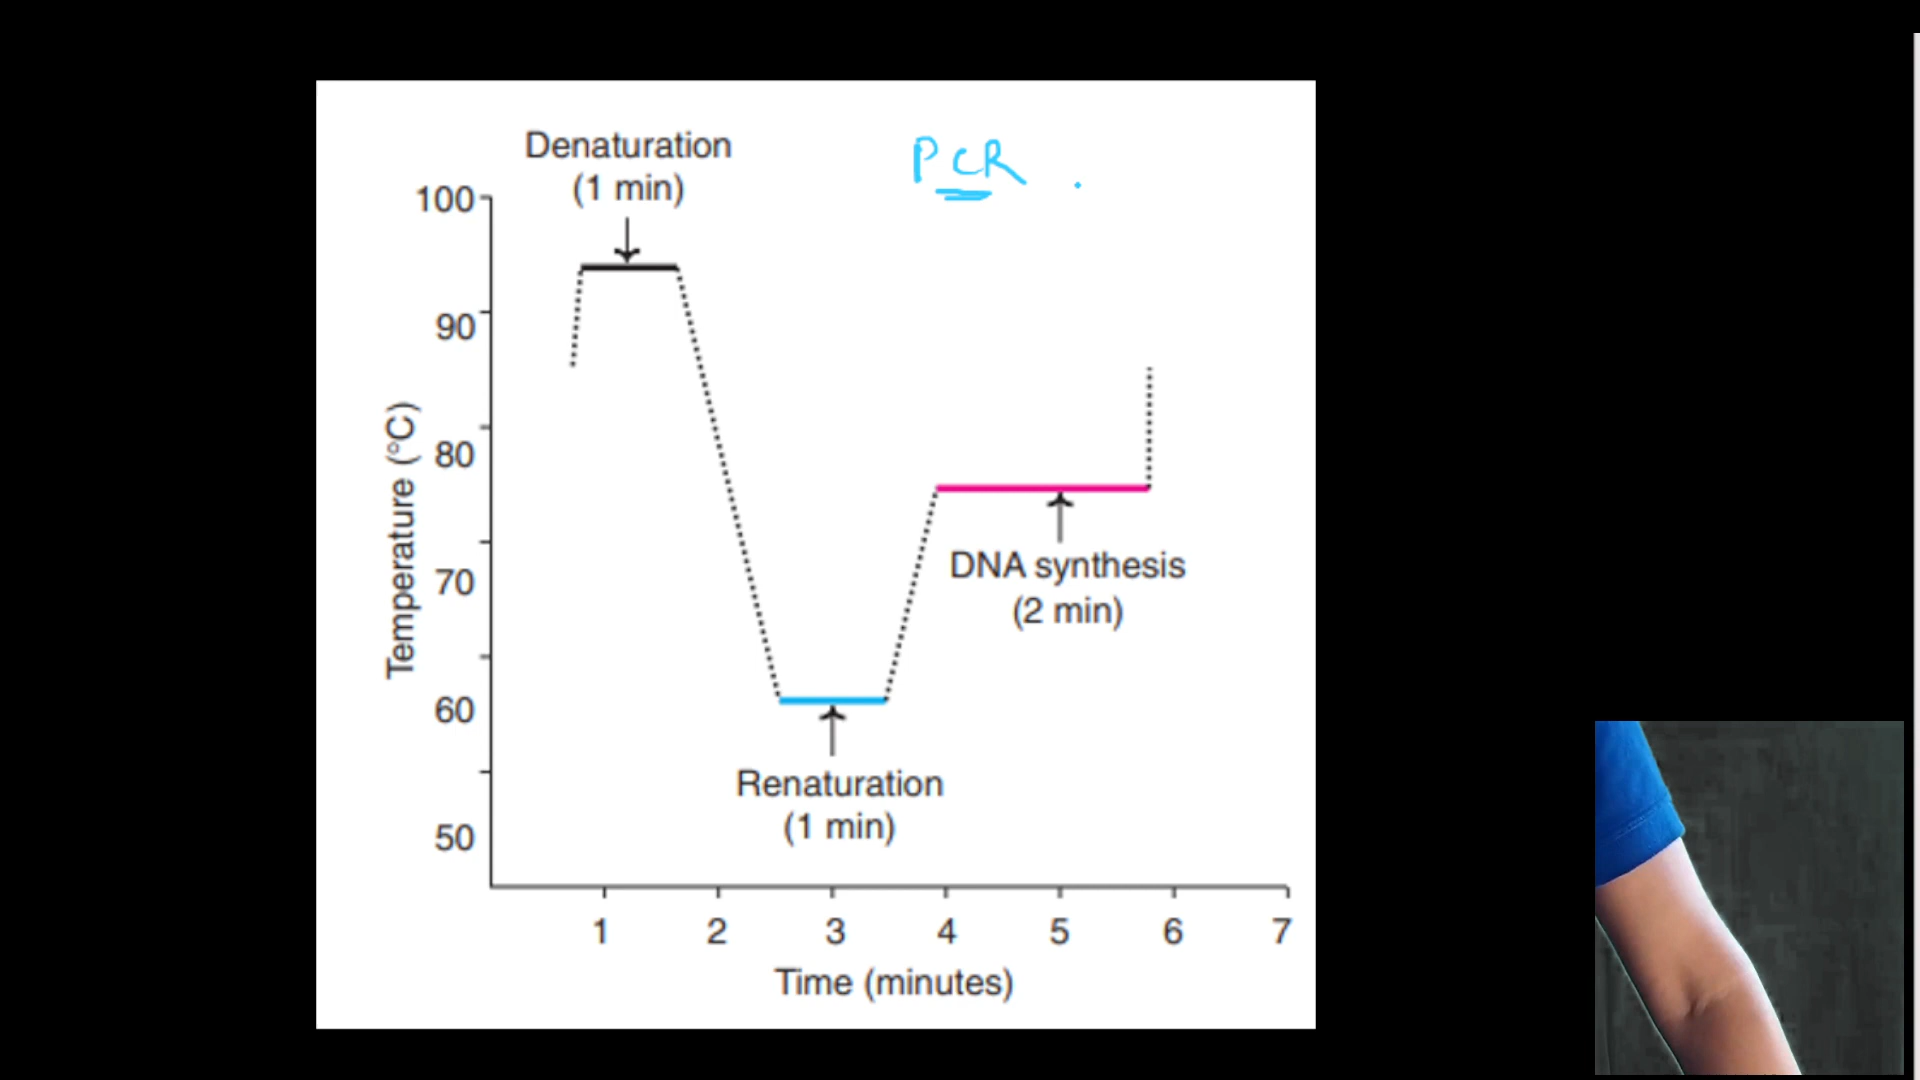 Denaturation
(1 min)
PCR .
100
90
80
70
60
50
Temperature (°C)
DNA synthesis
(2 min)
Renaturation
(1 min)
1 2 3 4 5 6 7
Time (minutes)